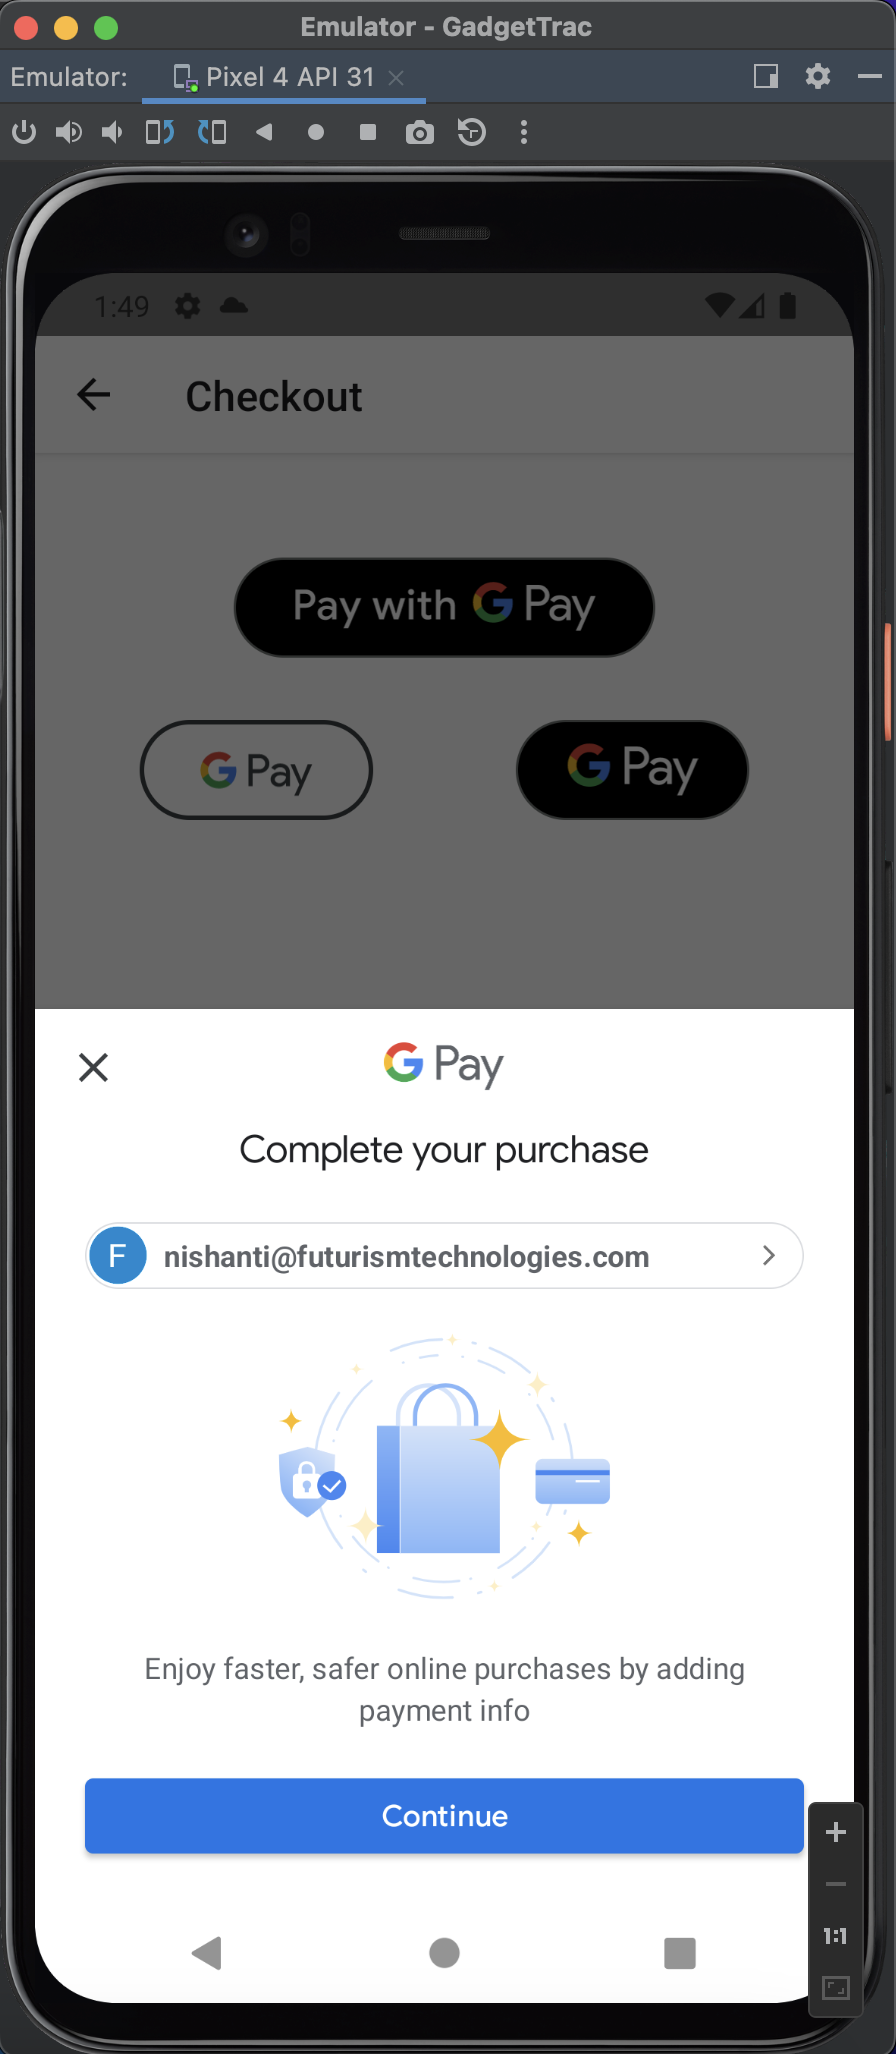 Emulator - GadgetTrac
Emulator: Pixel 4 API 31
1:49
Checkout
Pay with G Pay
G Pay G Pay
G Pay
Complete your purchase
F nishanti@futurismtechnologies.com
Enjoy faster, safer online purchases by adding
payment info
Continue
1:1